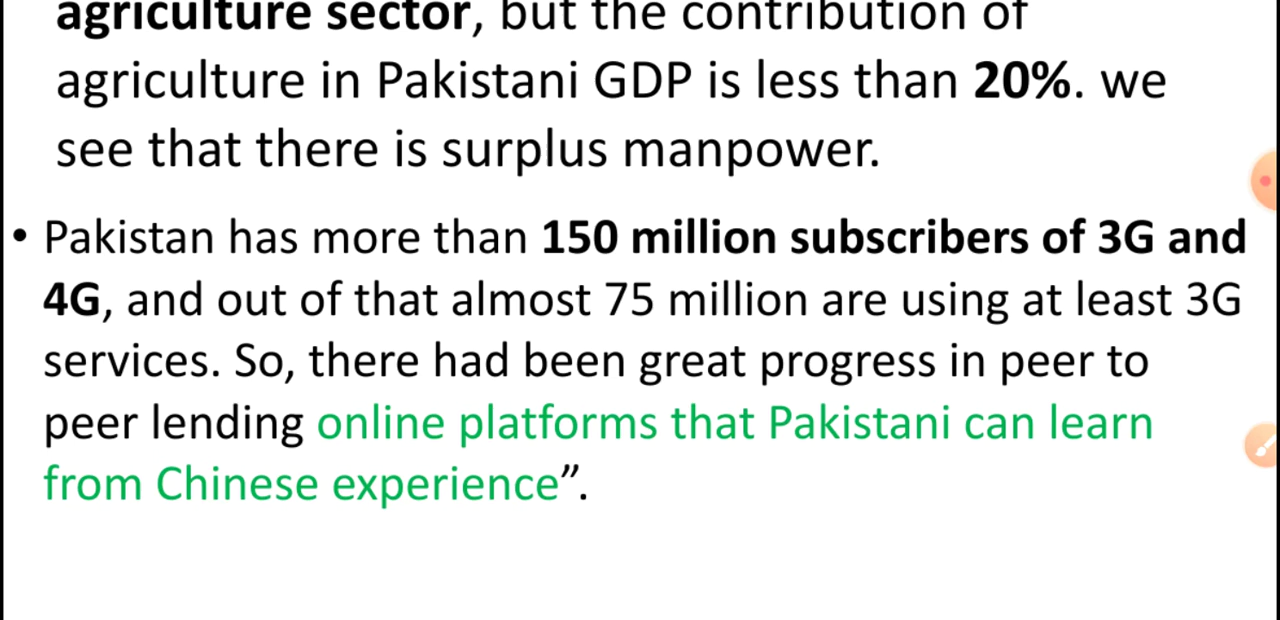 agriculture sector, but the contribution of
agriculture in Pakistani GDP is less than 20%. we
see that there is surplus manpower.
• Pakistan has more than 150 million subscribers of 3G and
4G, and out of that almost 75 million are using at least 3G
services. So, there had been great progress in peer to
peer lending online platforms that Pakistani can learn
from Chinese experience”.